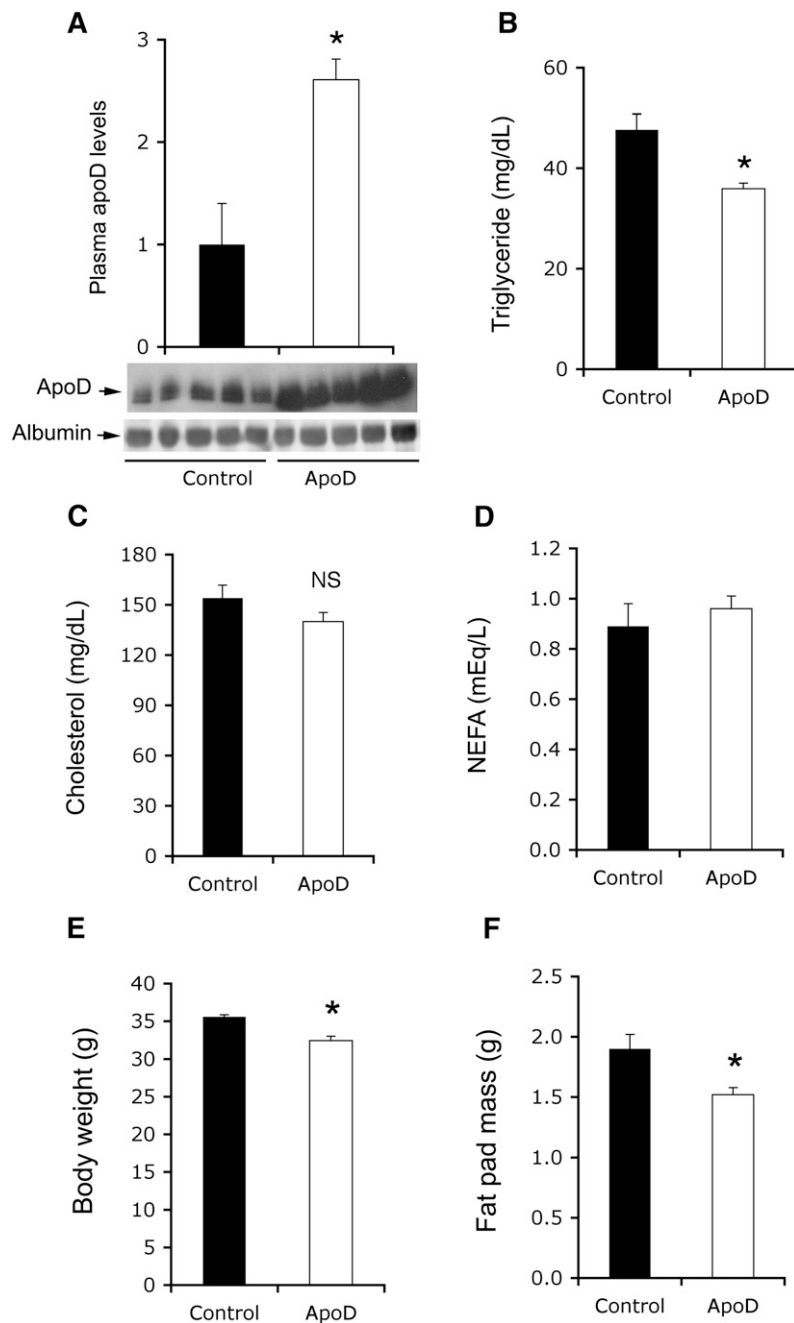 A
Plasma apoD levels
3
*
2
1
0
ApoD
Albumin
Control ApoD
B
Triglyceride (mg/dL)
60
40
*
20
0
Control ApoD
C
Cholesterol (mg/dL)
180
NS
150
120
90
60
30
0
Control ApoD
D
NEFA (mEq/L)
1.2
1.0
0.8
0.6
0.4
0.2
0.0
Control ApoD
E
Body weight (g)
40
*
35
30
25
20
15
10
5
0
Control ApoD
F
Fat pad mass (g)
2.5
2.0
*
1.5
1.0
0.5
0.0
Control ApoD